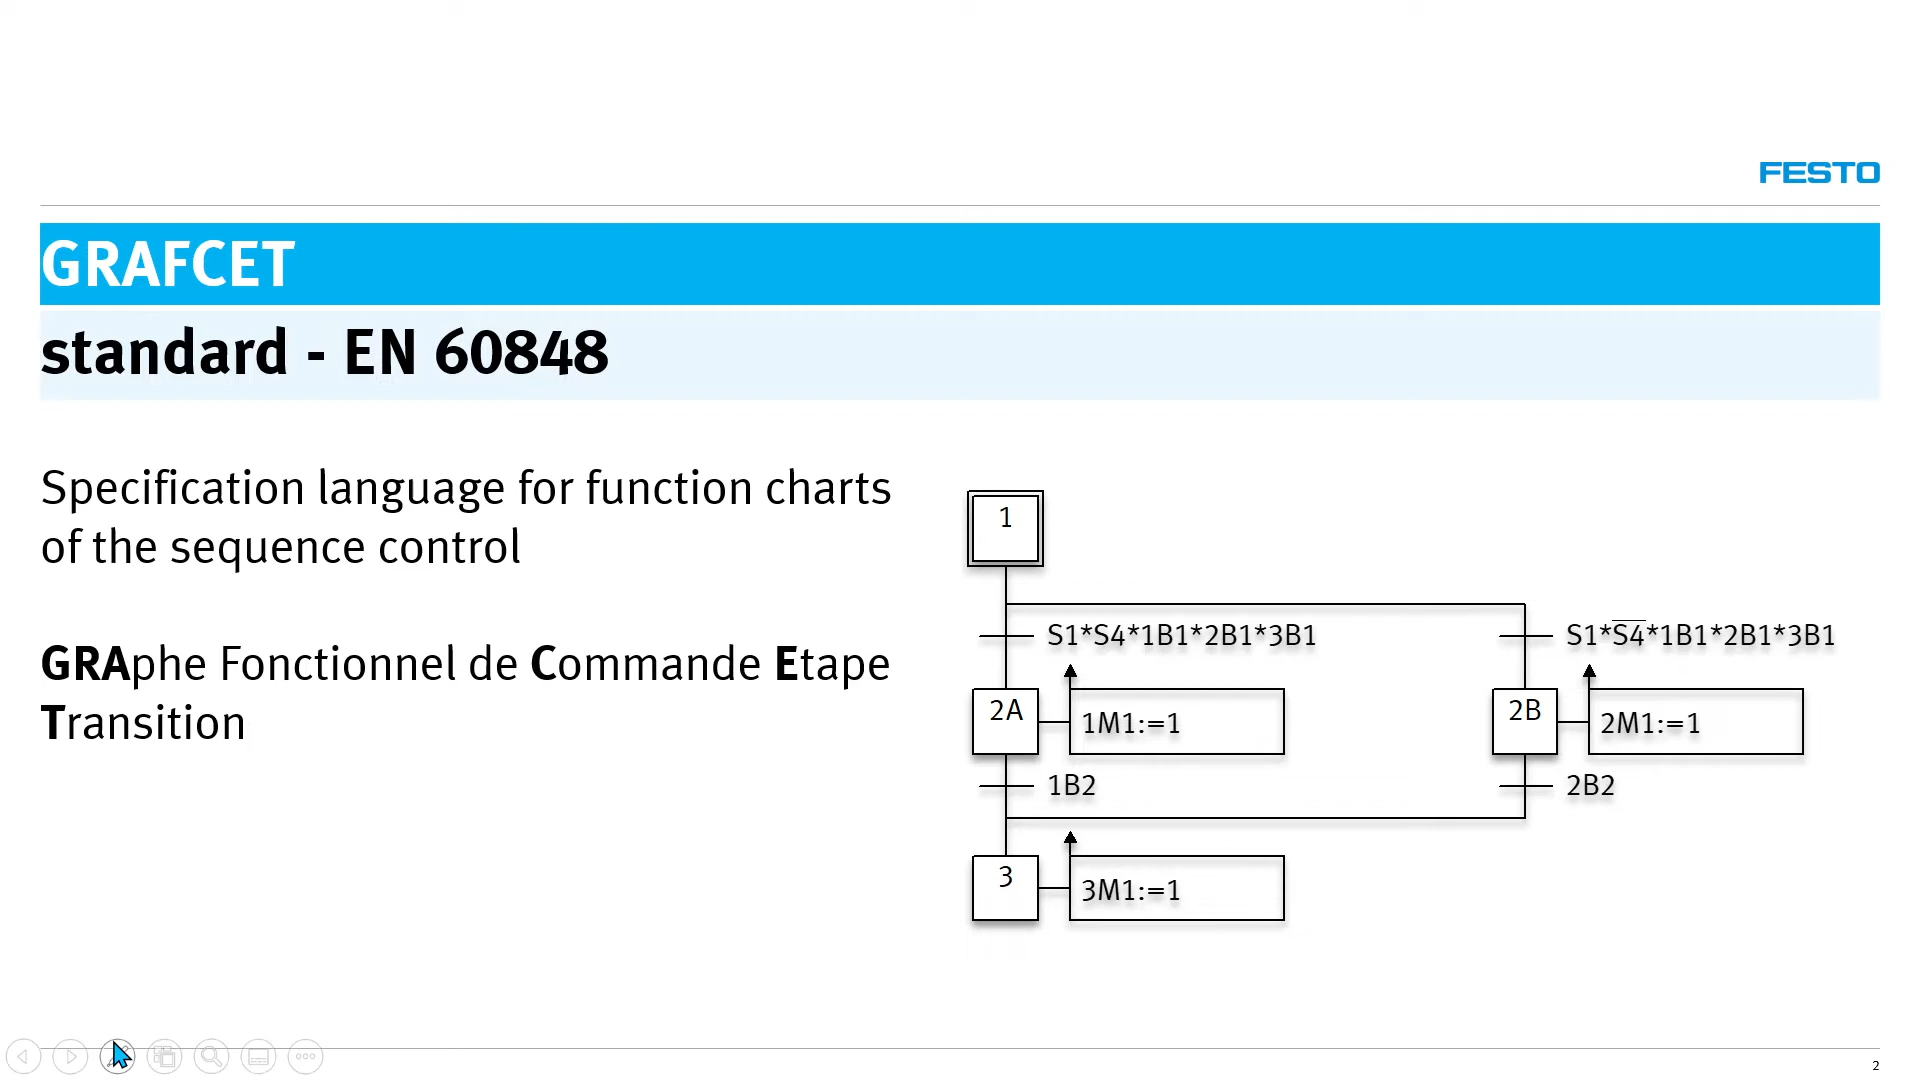 FESTO
GRAFCET
standard - EN 60848
Specification language for function charts
of the sequence control
GRAphe Fonctionnel de Commande Etape
Transition
1
S1*S4*1B1*2B1*3B1
S1*S̅4̅*1B1*2B1*3B1
2A
1M1:=1
2B
2M1:=1
1B2
2B2
3
3M1:=1
2